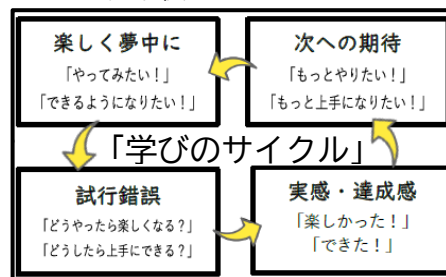 楽しく夢中に
「やってみたい！」
「できるようになりたい！」
次への期待
「もっとやりたい！」
「もっと上手になりたい！」
「学びのサイクル」
試行錯誤
「どうやったら楽しくなる？」
「どうしたら上手にできる？」
実感・達成感
「楽しかった！」
「できた！」